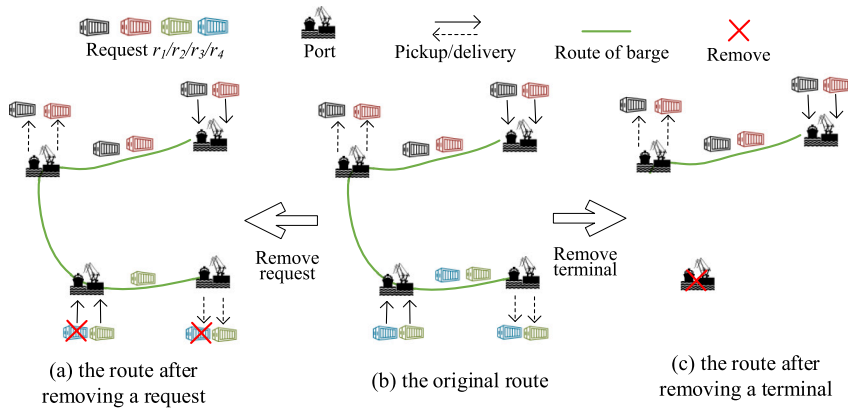 Request r1/r2/r3/r4
Port
Pickup/delivery
Route of barge
Remove
Remove
request
Remove
terminal
(a) the route after
removing a request
(b) the original route
(c) the route after
removing a terminal